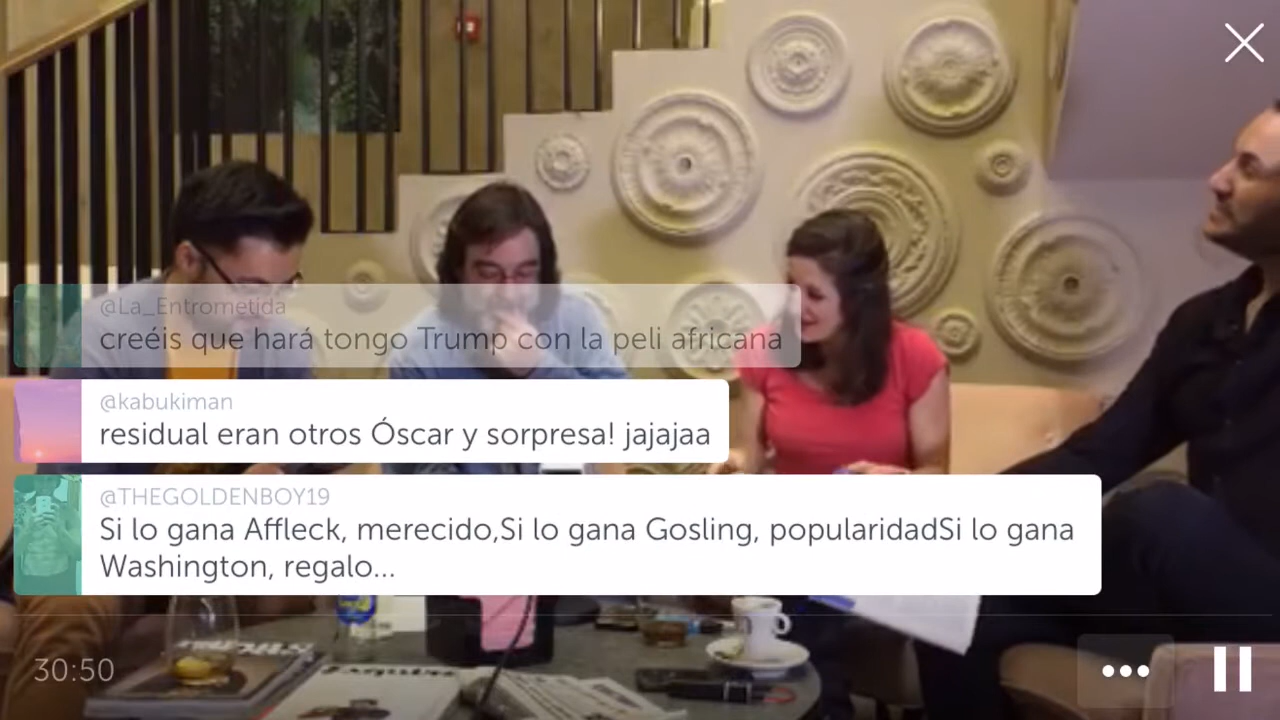 @La_Entrometida
creéis que hará tongo Trump con la peli africana
@kabukiman
residual eran otros Óscar y sorpresa! jajajaa
@THEGOLDENBOY19
Si lo gana Affleck, merecido,Si lo gana Gosling, popularidadSi lo gana
Washington, regalo...
30:50